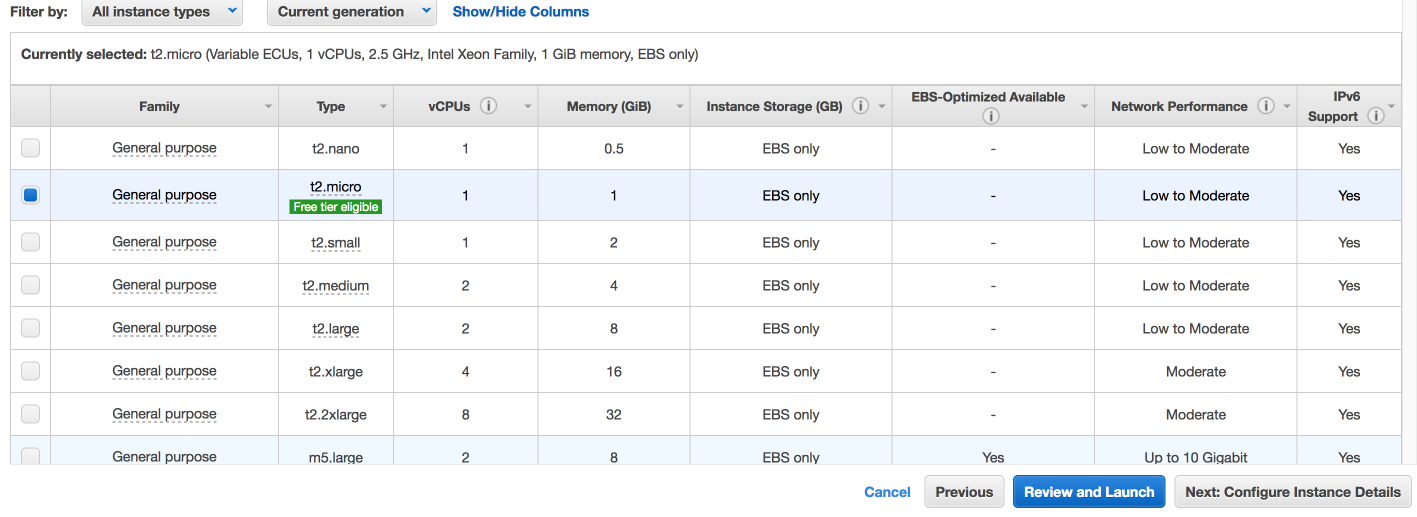 Filter by: All instance types Current generation Show/Hide Columns
Currently selected: t2.micro (Variable ECUs, 1 vCPUs, 2.5 GHz, Intel Xeon Family, 1 GiB memory, EBS only)
Family Type vCPUs i Memory (GiB) Instance Storage (GB) i EBS-Optimized Available i Network Performance i IPv6 Support i
General purpose t2.nano 1 0.5 EBS only - Low to Moderate Yes
General purpose t2.micro Free tier eligible 1 1 EBS only - Low to Moderate Yes
General purpose t2.small 1 2 EBS only - Low to Moderate Yes
General purpose t2.medium 2 4 EBS only - Low to Moderate Yes
General purpose t2.large 2 8 EBS only - Low to Moderate Yes
General purpose t2.xlarge 4 16 EBS only - Moderate Yes
General purpose t2.2xlarge 8 32 EBS only - Moderate Yes
General purpose m5.large 2 8 EBS only Yes Up to 10 Gigabit Yes
Cancel Previous Review and Launch Next: Configure Instance Details